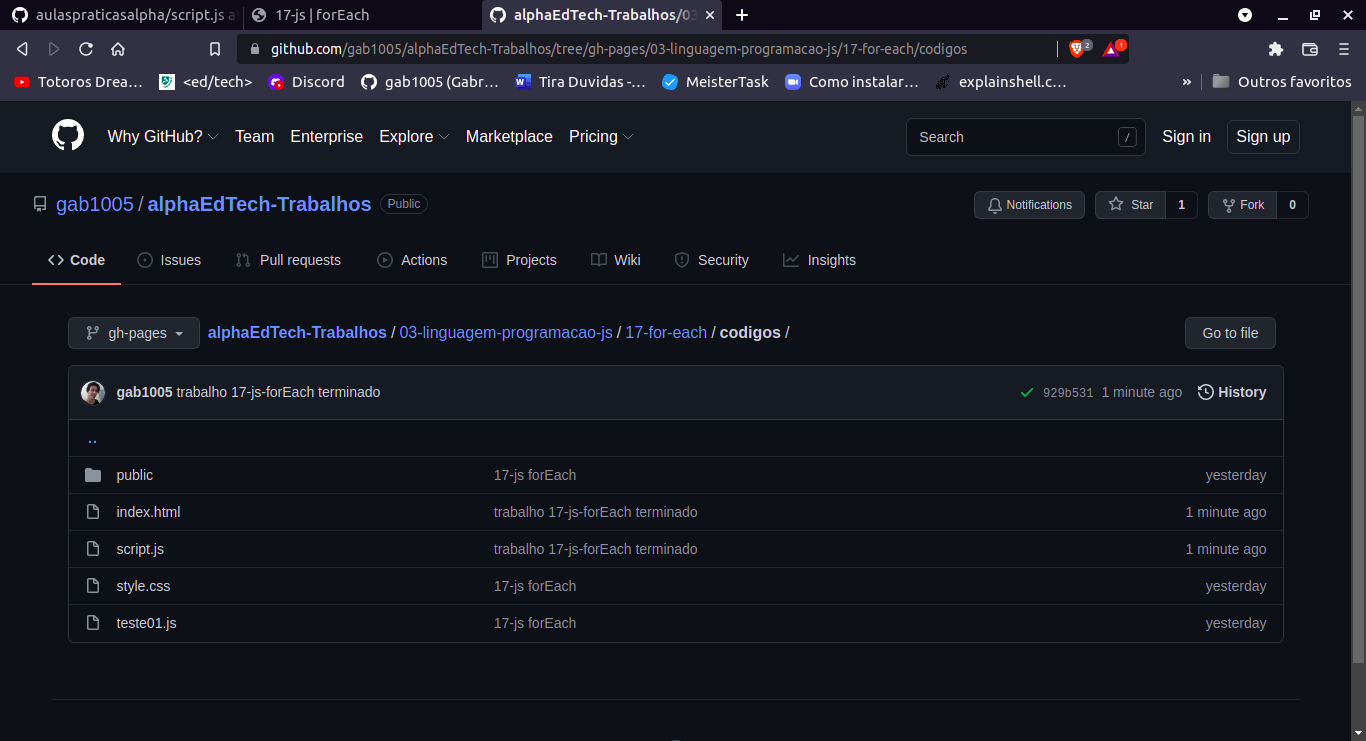 aulaspraticasalpha/script.js a 17-js | forEach alphaEdTech-Trabalhos/03
github.com/gab1005/alphaEdTech-Trabalhos/tree/gh-pages/03-linguagem-programacao-js/17-for-each/codigos 2 1
Totoros Drea... <ed/tech> Discord gab1005 (Gabr... Tira Duvidas -... MeisterTask Como instalar... explainshell.c... » Outros favoritos
Why GitHub? Team Enterprise Explore Marketplace Pricing Search / Sign in Sign up
gab1005 / alphaEdTech-Trabalhos Public Notifications Star 1 Fork 0
Code Issues Pull requests Actions Projects Wiki Security Insights
gh-pages alphaEdTech-Trabalhos / 03-linguagem-programacao-js / 17-for-each / codigos / Go to file
gab1005 trabalho 17-js-forEach terminado 929b531 1 minute ago History
..
public 17-js forEach yesterday
index.html trabalho 17-js-forEach terminado 1 minute ago
script.js trabalho 17-js-forEach terminado 1 minute ago
style.css 17-js forEach yesterday
teste01.js 17-js forEach yesterday